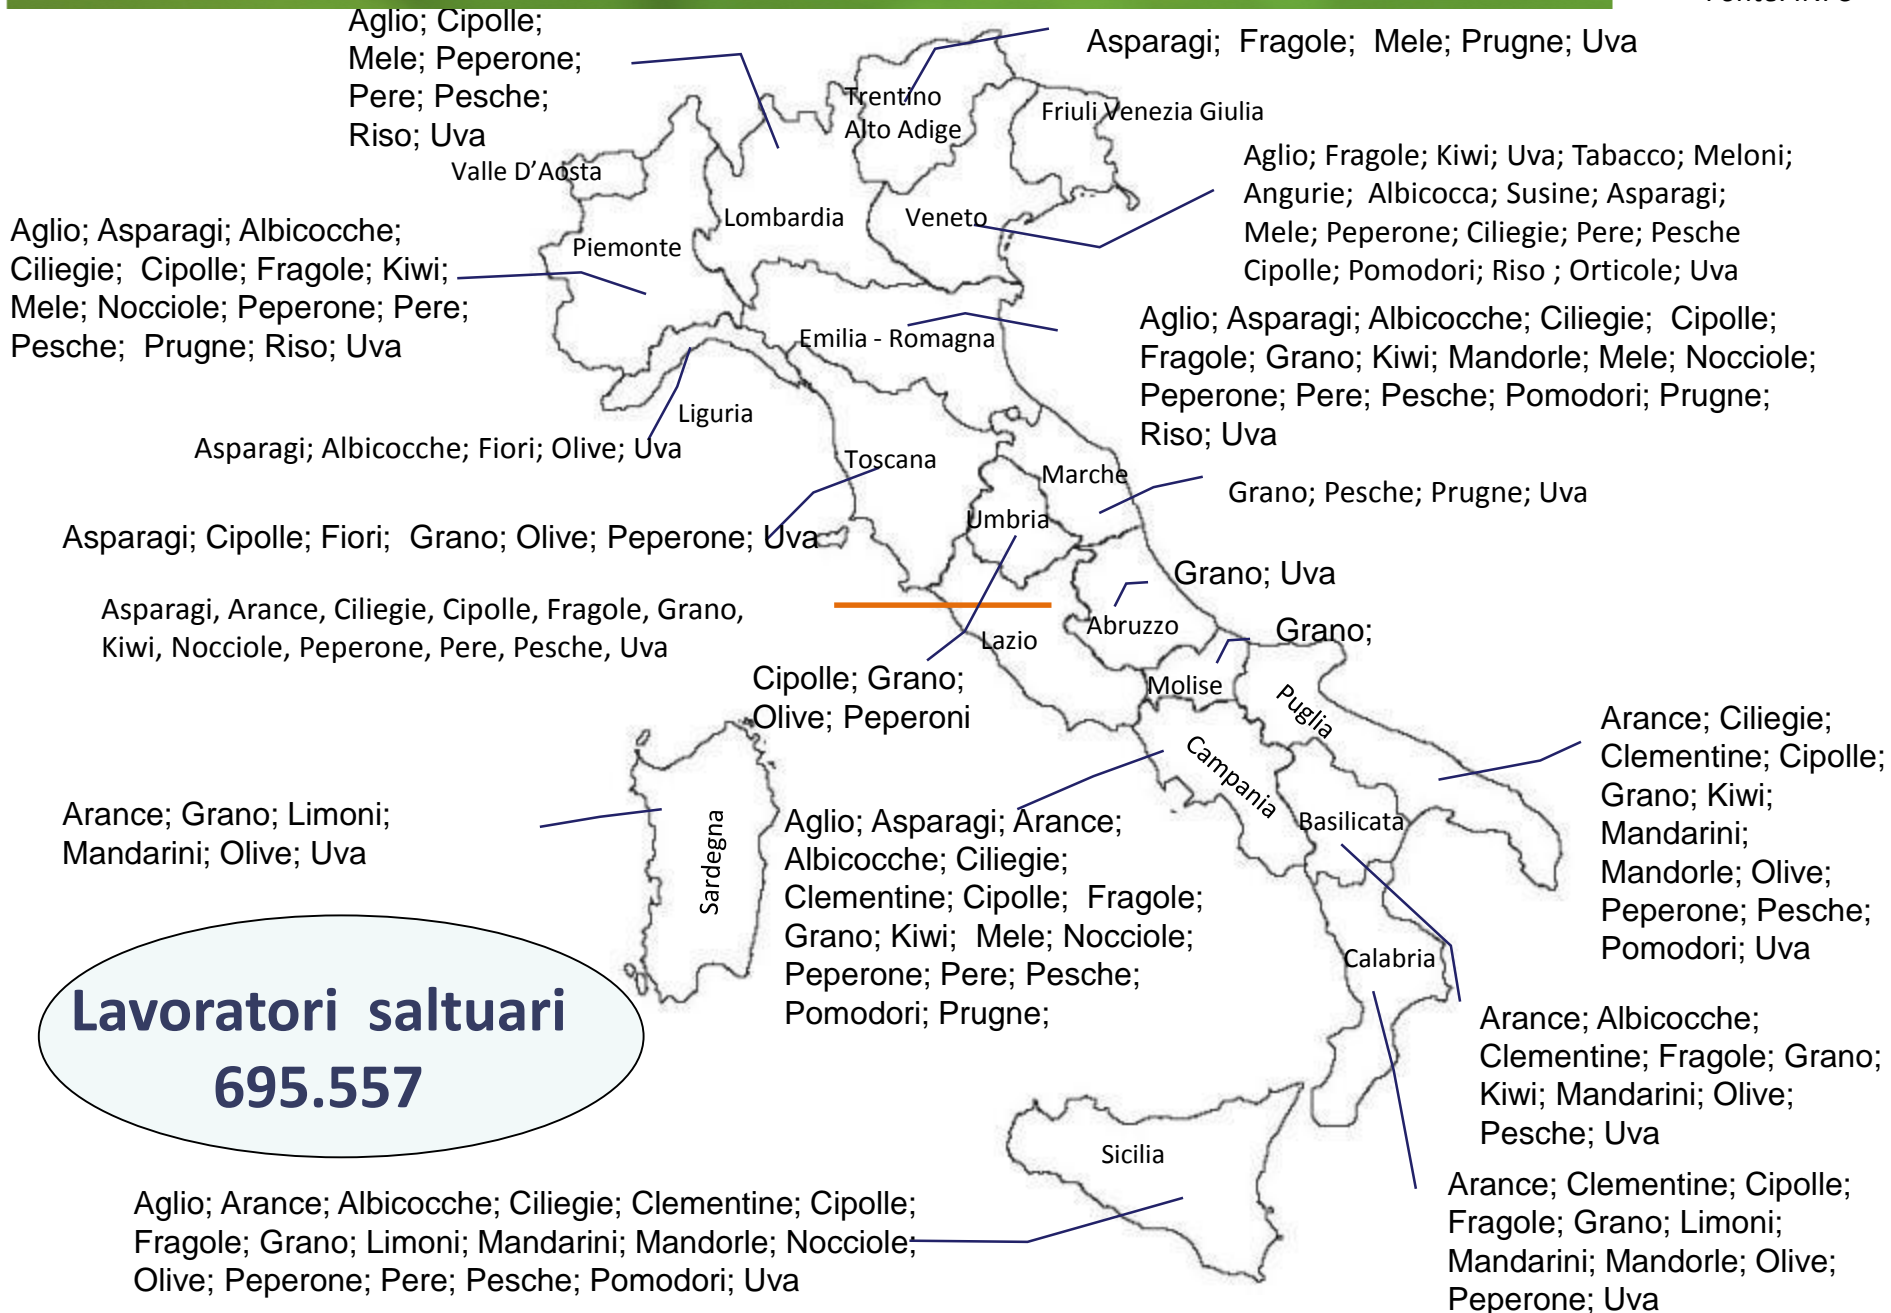 Aglio; Cipolle;
Mele; Peperone;
Pere; Pesche;
Riso; Uva
Asparagi; Fragole; Mele; Prugne; Uva
Trentino
Alto Adige
Friuli Venezia Giulia
Valle D'Aosta
Aglio; Fragole; Kiwi; Uva; Tabacco; Meloni;
Angurie; Albicocca; Susine; Asparagi;
Mele; Peperone; Ciliegie; Pere; Pesche
Cipolle; Pomodori; Riso ; Orticole; Uva
Lombardia
Veneto
Piemonte
Aglio; Asparagi; Albicocche;
Ciliegie; Cipolle; Fragole; Kiwi;
Mele; Nocciole; Peperone; Pere;
Pesche; Prugne; Riso; Uva
Emilia - Romagna
Aglio; Asparagi; Albicocche; Ciliegie; Cipolle;
Fragole; Grano; Kiwi; Mandorle; Mele; Nocciole;
Peperone; Pere; Pesche; Pomodori; Prugne;
Riso; Uva
Liguria
Asparagi; Albicocche; Fiori; Olive; Uva
Toscana
Marche
Grano; Pesche; Prugne; Uva
Umbria
Asparagi; Cipolle; Fiori; Grano; Olive; Peperone; Uva
Grano; Uva
Asparagi, Arance, Ciliegie, Cipolle, Fragole, Grano,
Kiwi, Nocciole, Peperone, Pere, Pesche, Uva
Lazio
Abruzzo
Grano;
Cipolle; Grano;
Olive; Peperoni
Molise
Puglia
Campania
Arance; Ciliegie;
Clementine; Cipolle;
Grano; Kiwi;
Mandarini;
Mandorle; Olive;
Peperone; Pesche;
Pomodori; Uva
Arance; Grano; Limoni;
Mandarini; Olive; Uva
Sardegna
Aglio; Asparagi; Arance;
Albicocche; Ciliegie;
Clementine; Cipolle; Fragole;
Grano; Kiwi; Mele; Nocciole;
Peperone; Pere; Pesche;
Pomodori; Prugne;
Basilicata
Calabria
Lavoratori saltuari
695.557
Arance; Albicocche;
Clementine; Fragole; Grano;
Kiwi; Mandarini; Olive;
Pesche; Uva
Sicilia
Aglio; Arance; Albicocche; Ciliegie; Clementine; Cipolle;
Fragole; Grano; Limoni; Mandarini; Mandorle; Nocciole;
Olive; Peperone; Pere; Pesche; Pomodori; Uva
Arance; Clementine; Cipolle;
Fragole; Grano; Limoni;
Mandarini; Mandorle; Olive;
Peperone; Uva